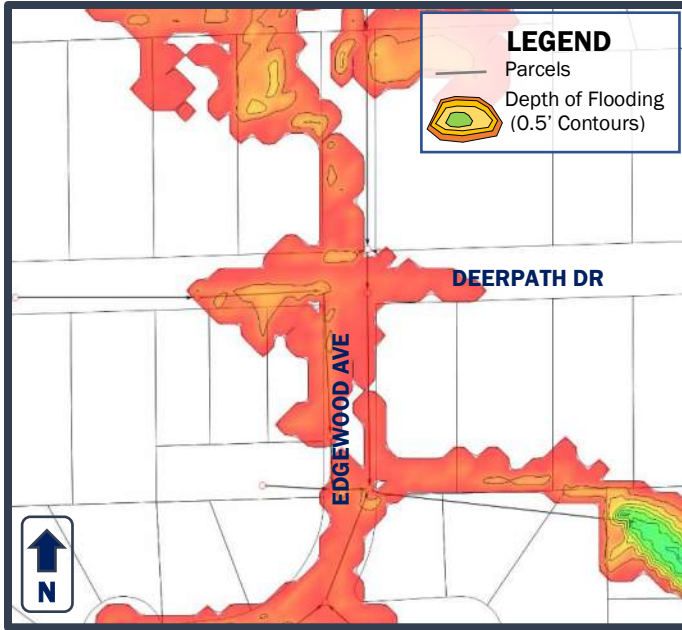 LEGEND
Parcels
Depth of Flooding
(0.5' Contours)
DEERPATH DR
EDGEWOOD AVE
N